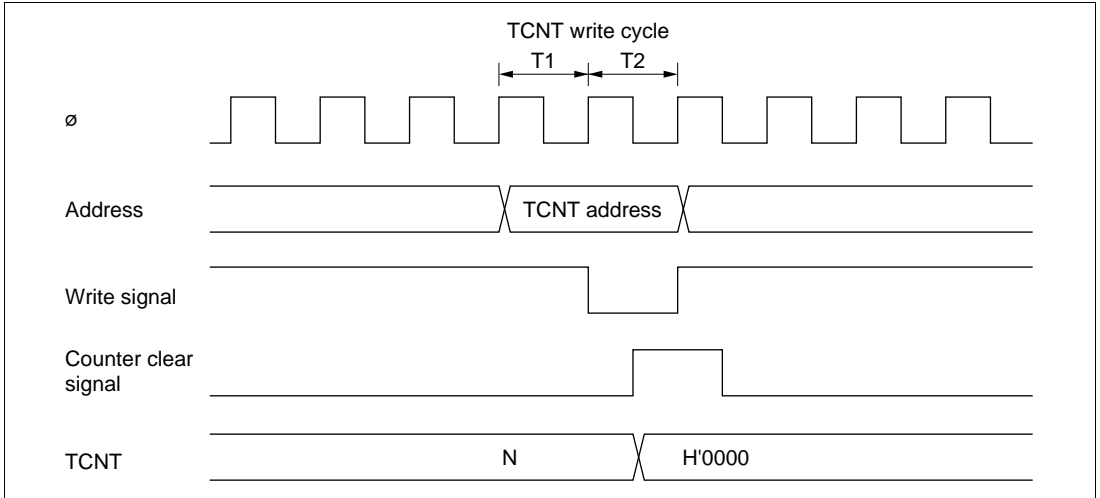 TCNT write cycle
T1 T2
ø
Address TCNT address
Write signal
Counter clear
signal
TCNT N H'0000